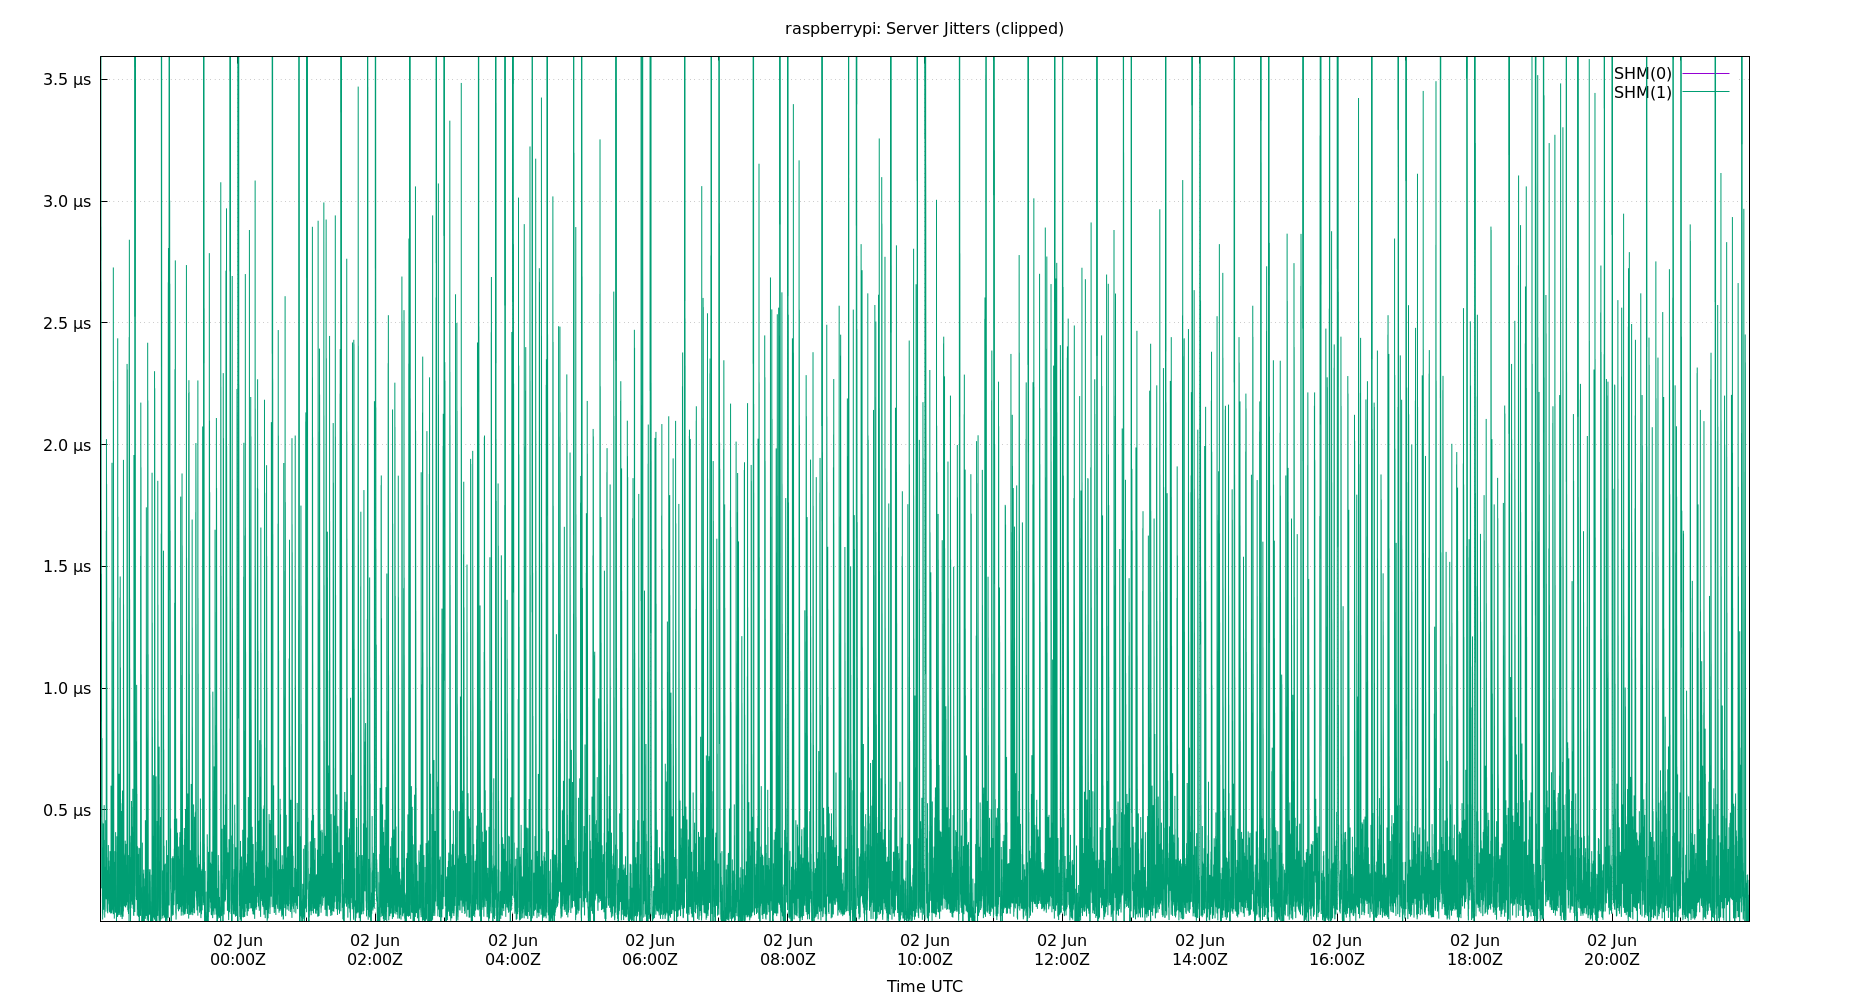 raspberrypi: Server Jitters (clipped)
3.5 µs
3.0 µs
2.5 µs
2.0 µs
1.5 µs
1.0 µs
0.5 µs
SHM(0)
SHM(1)
02 Jun 02 Jun 02 Jun 02 Jun 02 Jun 02 Jun 02 Jun 02 Jun 02 Jun 02 Jun 02 Jun
00:00Z 02:00Z 04:00Z 06:00Z 08:00Z 10:00Z 12:00Z 14:00Z 16:00Z 18:00Z 20:00Z
Time UTC